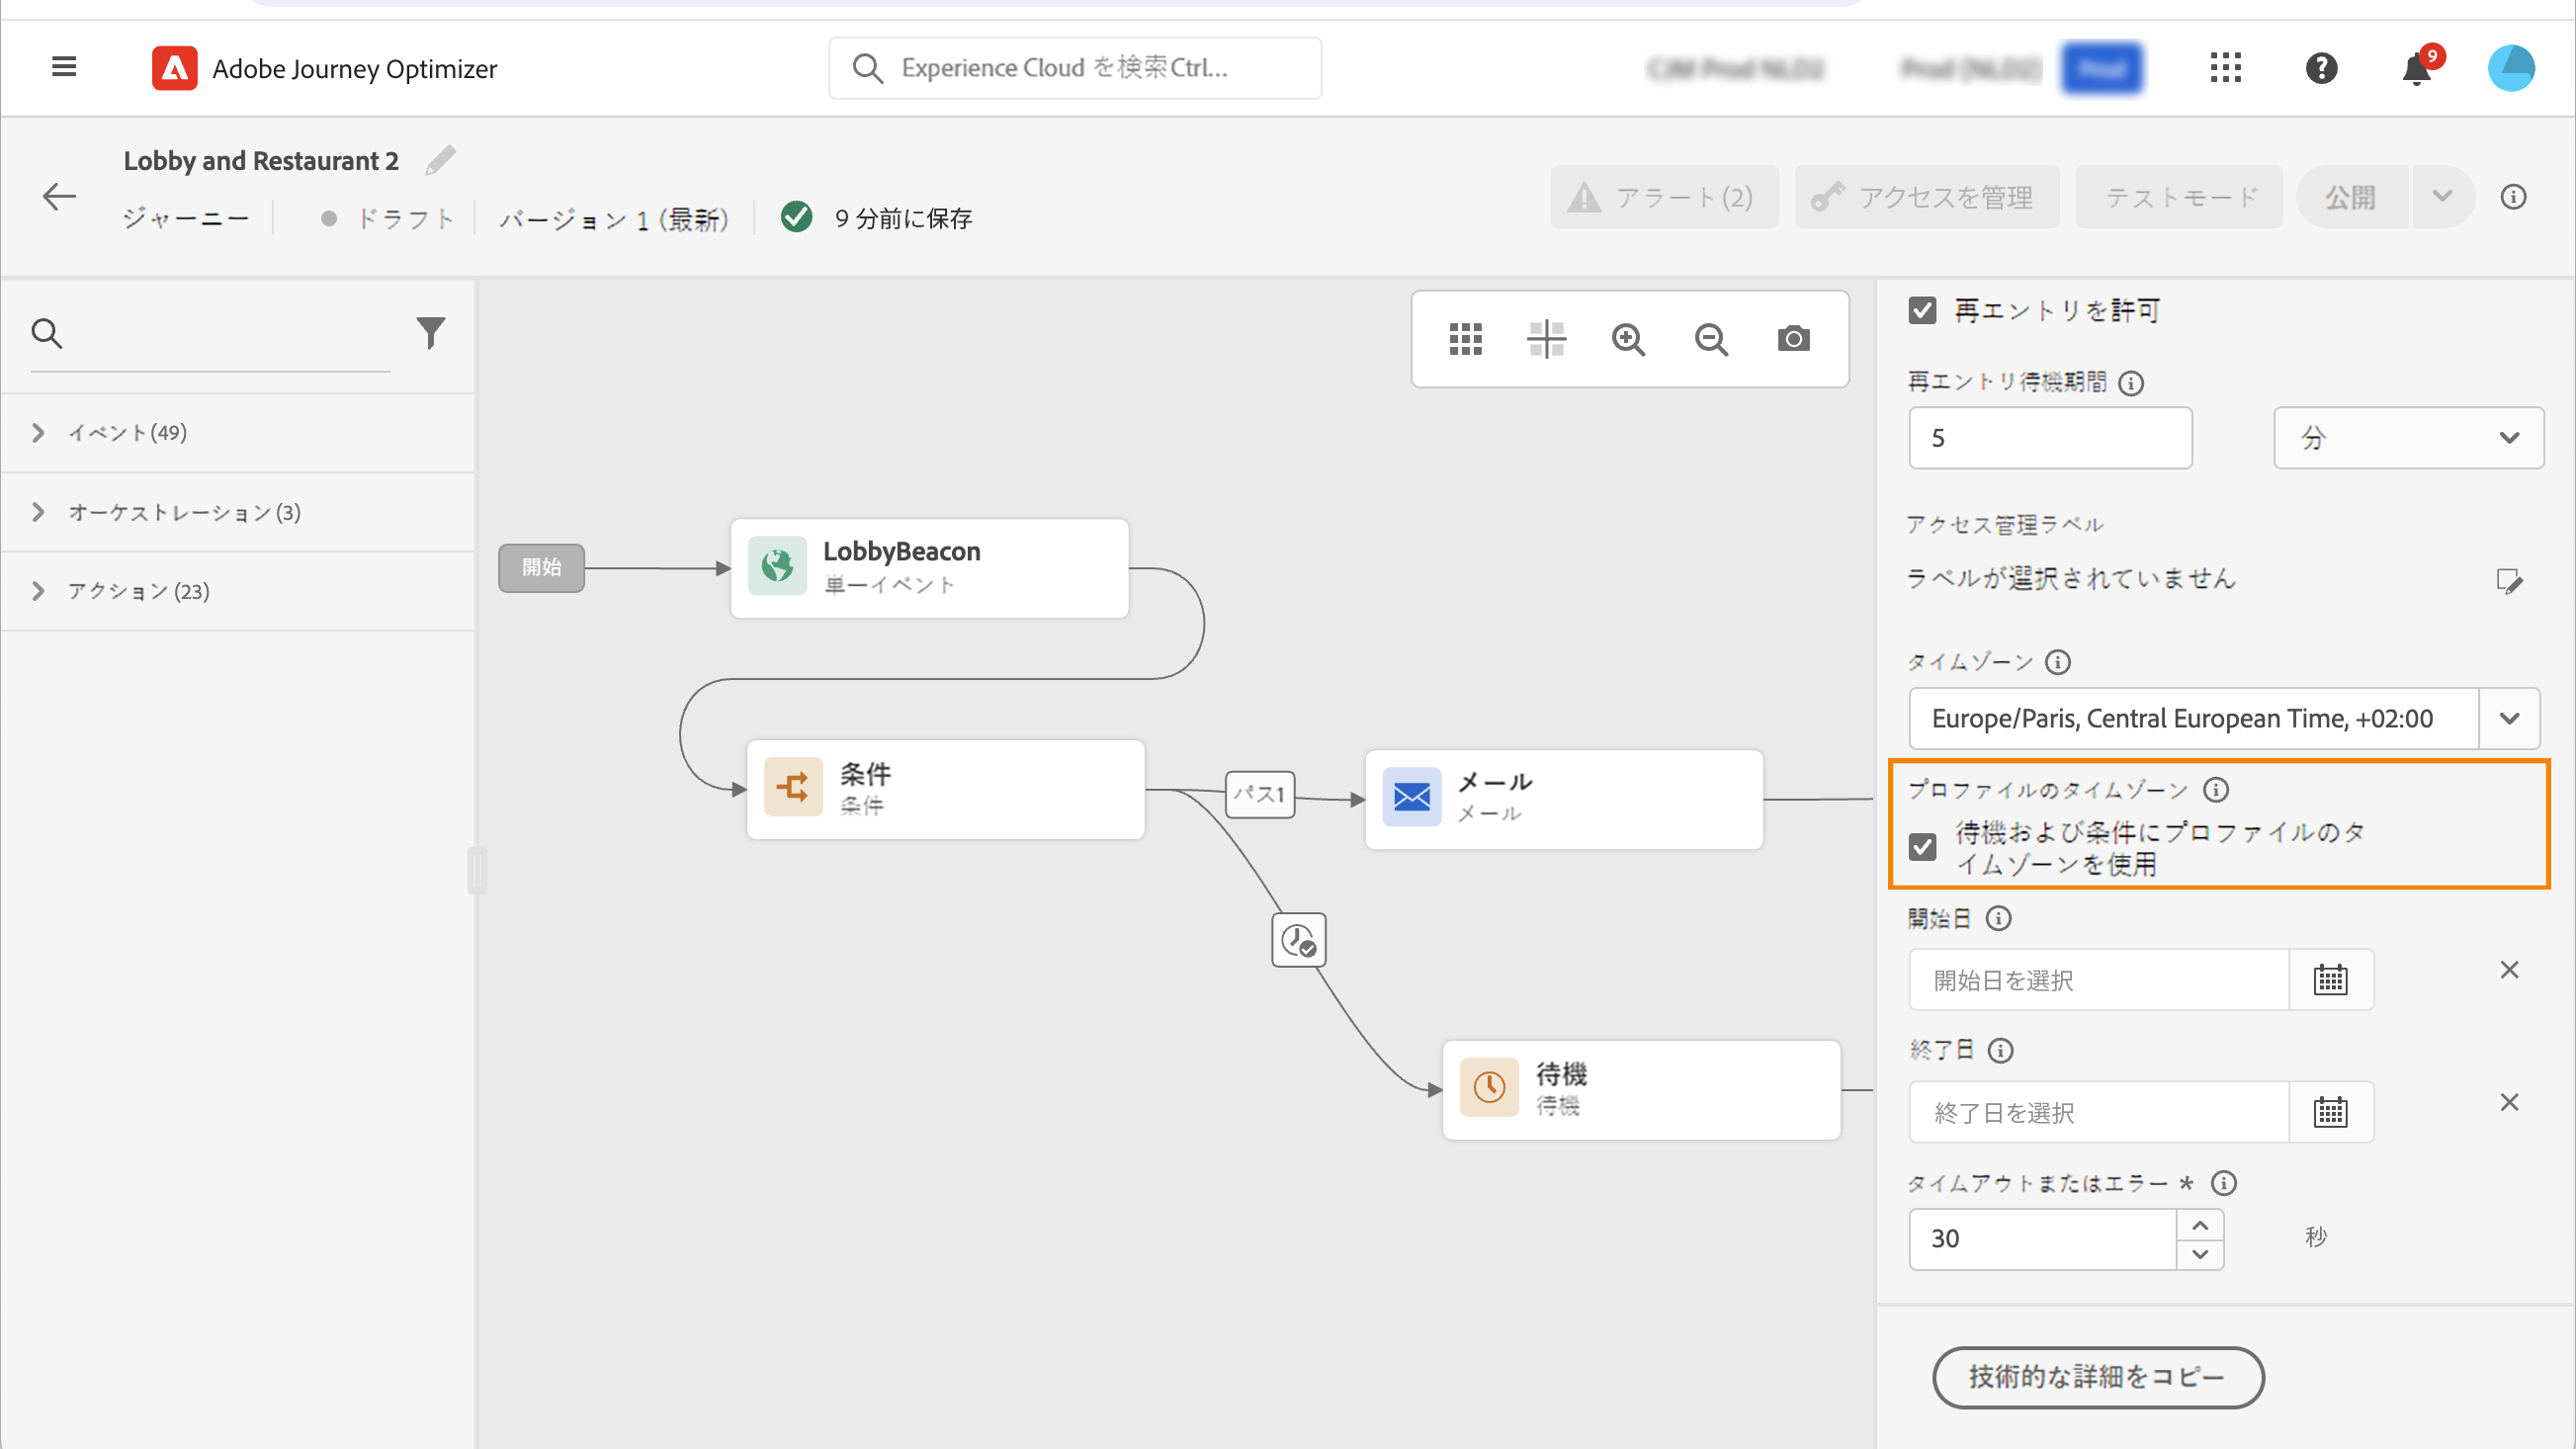 Adobe Journey Optimizer
Experience Cloud を検索Ctrl...
9
Lobby and Restaurant 2
ジャーニー
ドラフト
バージョン 1 (最新)
9 分前に保存
アラート (2)
アクセスを管理
テストモード
公開
イベント (49)
オーケストレーション (3)
アクション (23)
開始
LobbyBeacon
単一イベント
条件
条件
パス1
メール
メール
待機
待機
再エントリを許可
再エントリ待機期間
5
分
アクセス管理ラベル
ラベルが選択されていません
タイムゾーン
Europe/Paris, Central European Time, +02:00
プロファイルのタイムゾーン
待機および条件にプロファイルのタ
イムゾーンを使用
開始日
開始日を選択
終了日
終了日を選択
タイムアウトまたはエラー *
30
秒
技術的な詳細をコピー